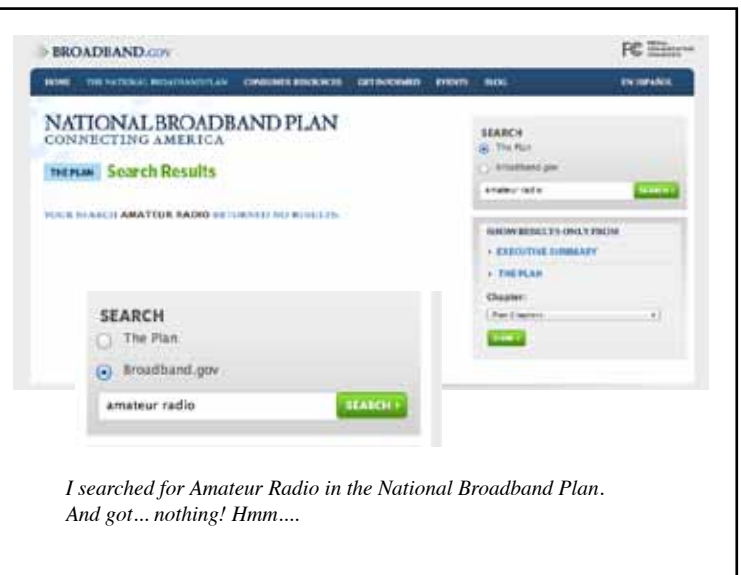 BROADBAND.GOV
FC
HOME THE NATIONAL BROADBAND PLAN CONSUMER RESOURCES GET INFORMED EVENTS BLOG EN ESPAÑOL
NATIONAL BROADBAND PLAN
CONNECTING AMERICA
THE PLAN Search Results
YOUR SEARCH AMATEUR RADIO RETURNED NO RESULTS
SEARCH
The Plan
Broadband.gov
amateur radio SEARCH
SHOW RESULTS ONLY FROM
EXECUTIVE SUMMARY
THE PLAN
Chapter:
SEARCH
The Plan
Broadband.gov
amateur radio SEARCH
I searched for Amateur Radio in the National Broadband Plan.
And got... nothing! Hmm....